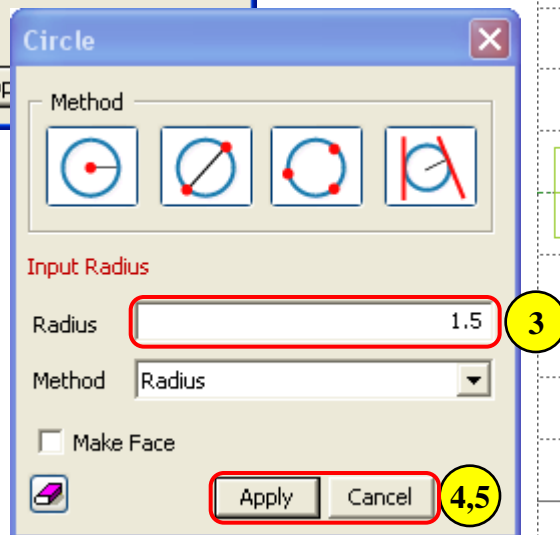 Circle
Method
Input Radius
Radius 1.5 3
Method Radius
Make Face
Apply Cancel 4,5